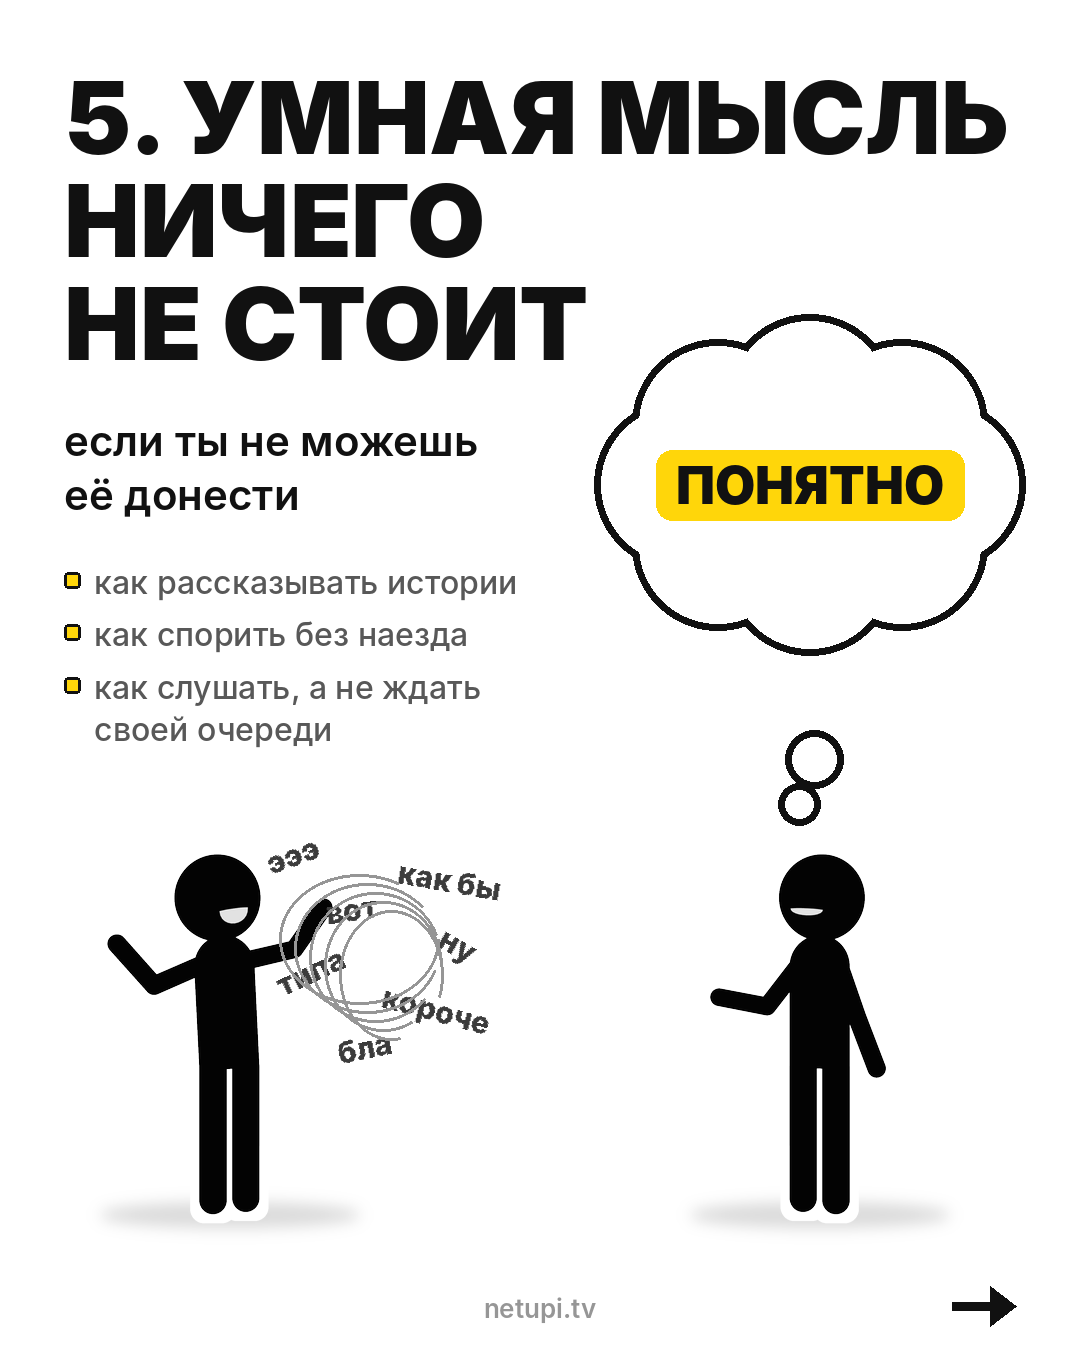 5. УМНАЯ МЫСЛЬ
НИЧЕГО
НЕ СТОИТ
если ты не можешь
её донести
как рассказывать истории
как спорить без наезда
как слушать, а не ждать
своей очереди
ПОНЯТНО
эээ
как бы
вот
ну
типа
короче
бла
netupi.tv